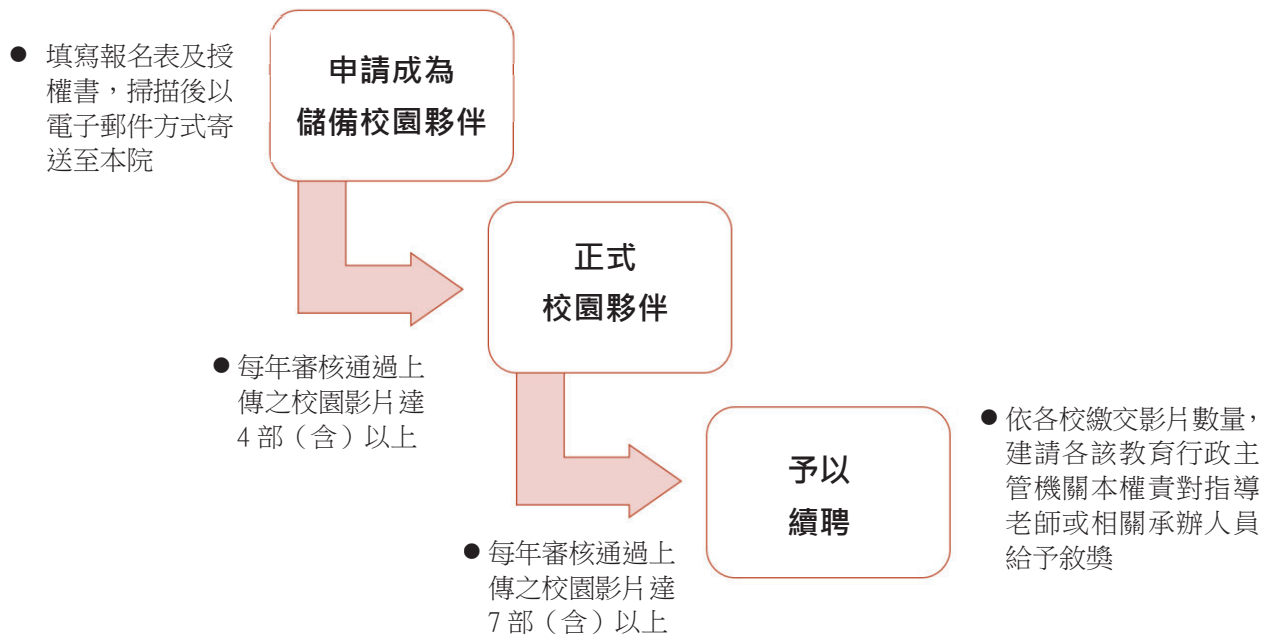 ● 填寫報名表及授
權書，掃描後以
電子郵件方式寄
送至本院
申請成為
儲備校園夥伴
● 每年審核通過上
傳之校園影片達
4 部（含）以上
正式
校園夥伴
● 每年審核通過上
傳之校園影片達
7 部（含）以上
予以
續聘
● 依各校繳交影片數量，
建請各該教育行政主
管機關本權責對指導
老師或相關承辦人員
給予敘獎